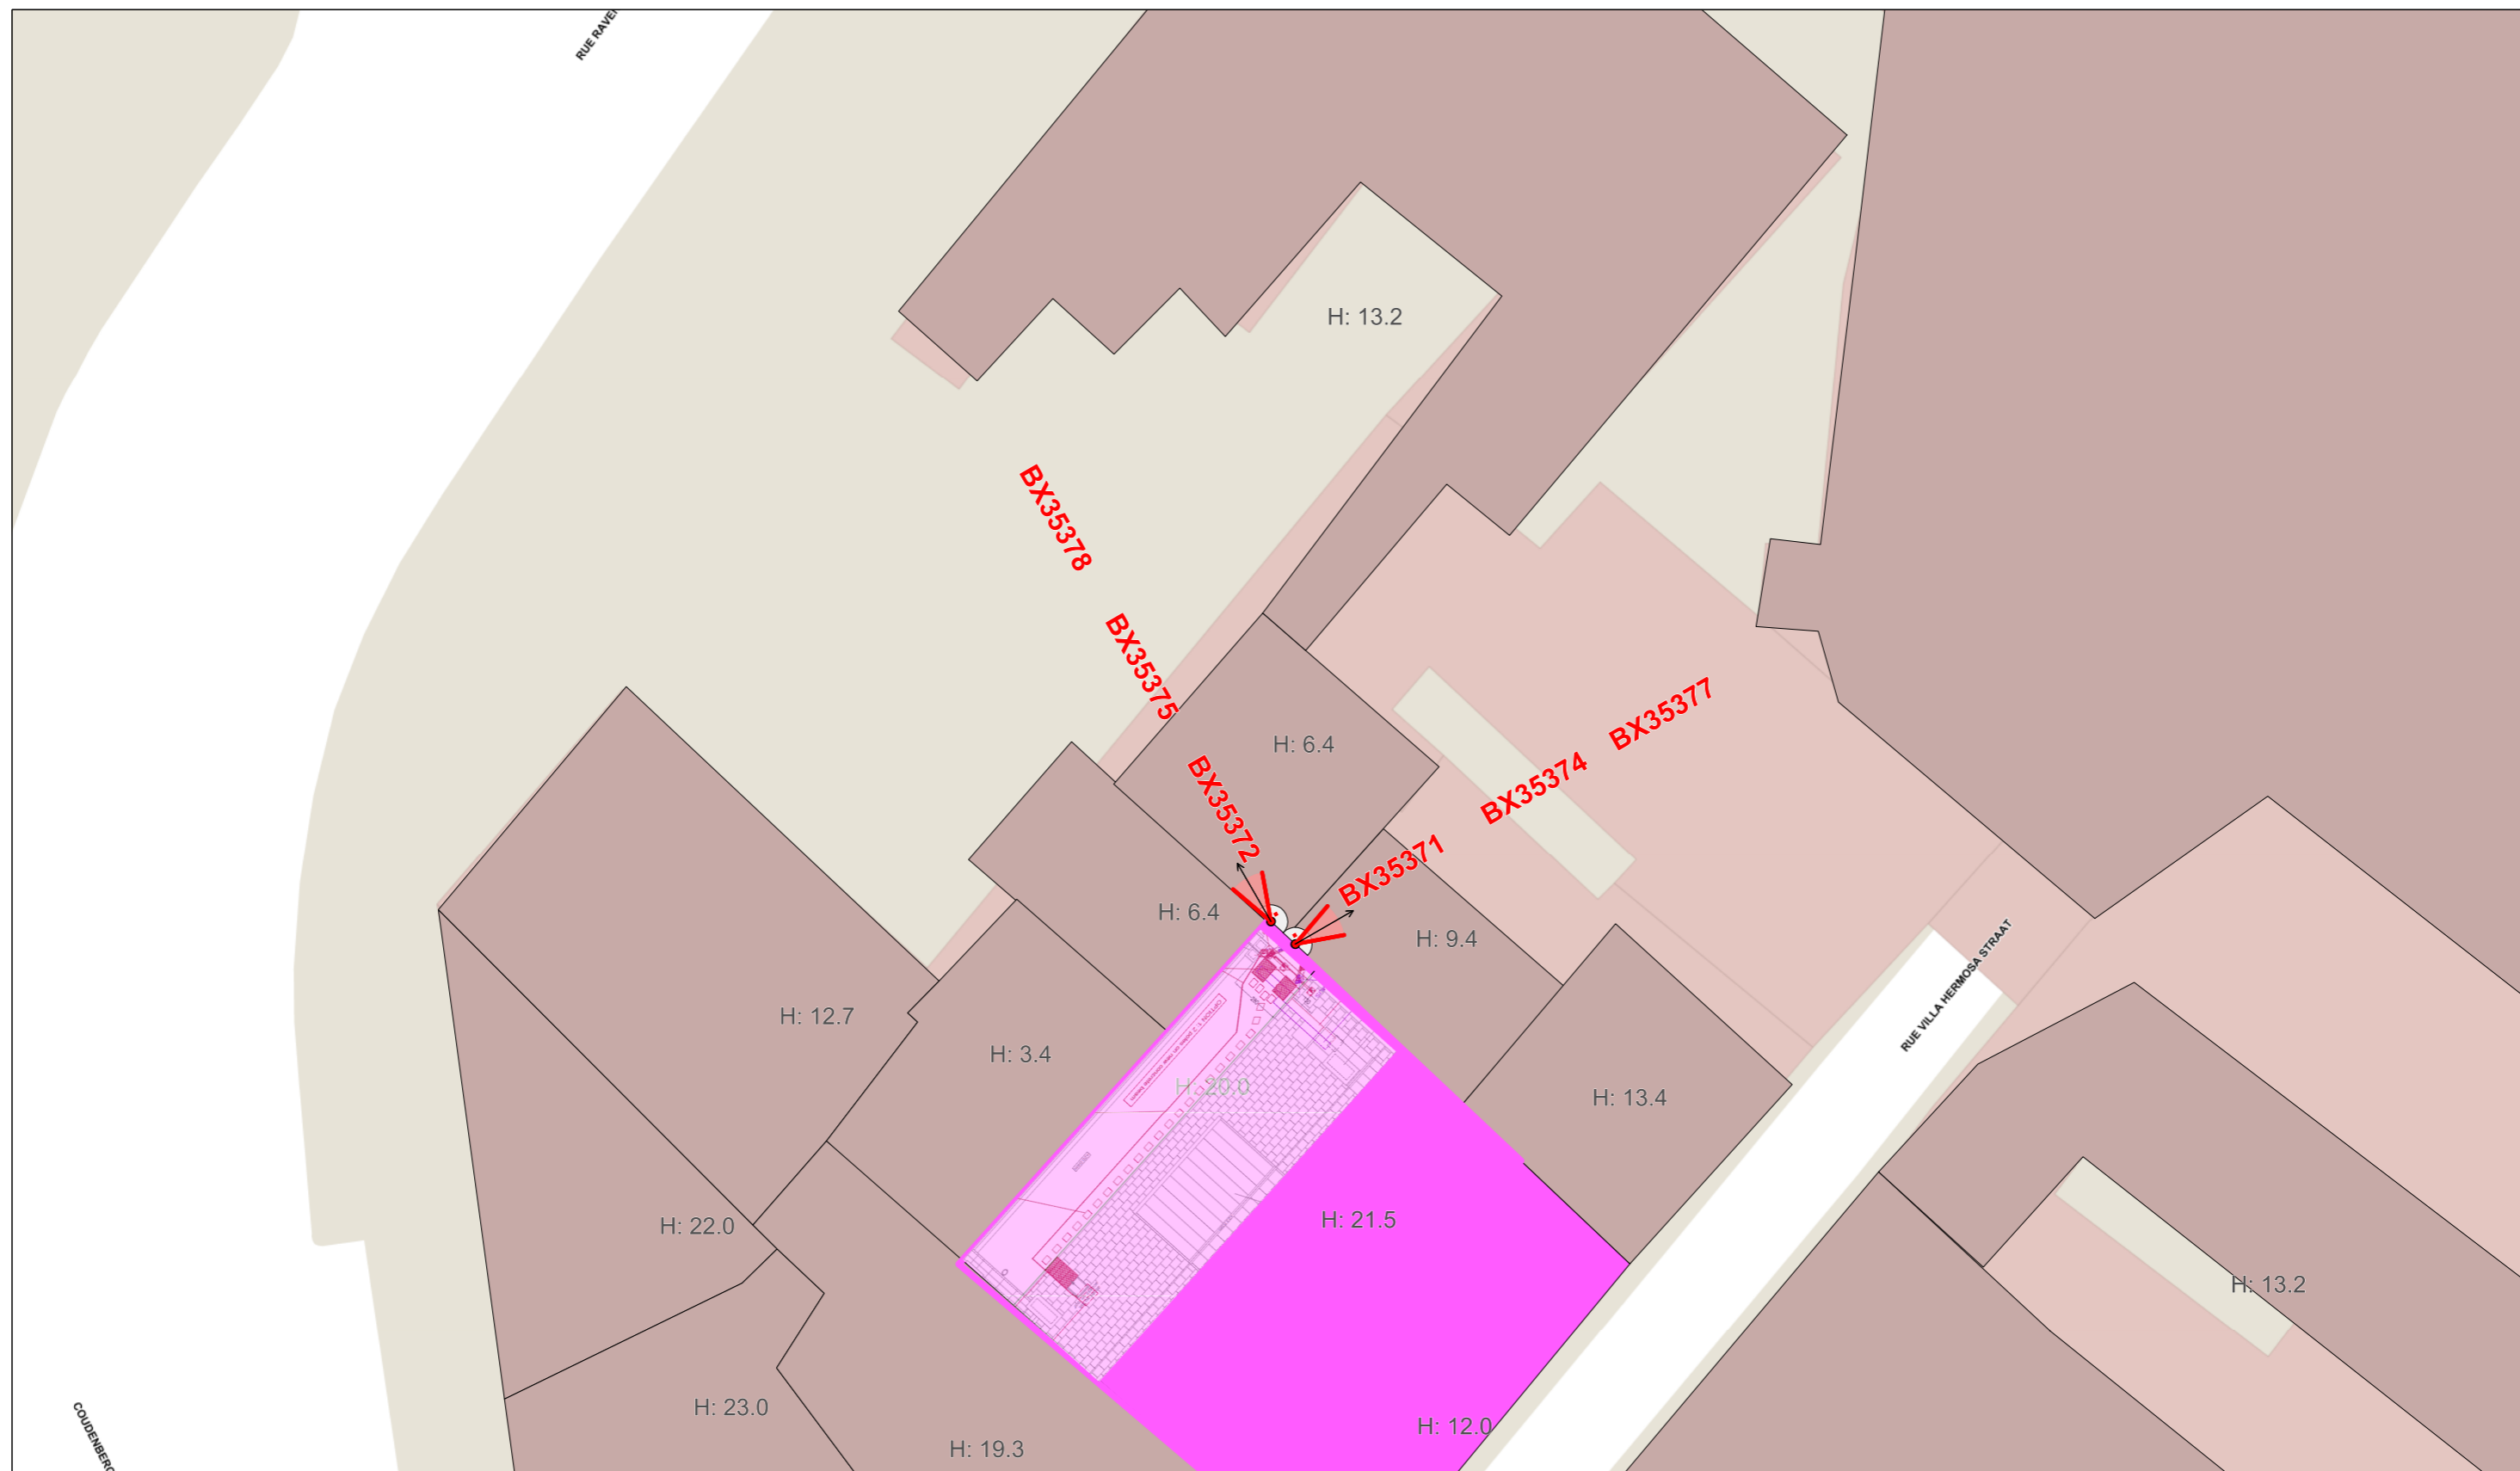 RUE RAVE
H: 13.2
BX35378
BX35375
BX35377
H: 6.4
BX35374
BX35372
BX35371
H: 6.4
H: 9.4
RUE VILLA HERMOSA STRAAT
H: 12.7
H: 3.4
H: 20.0
H: 13.4
H: 22.0
H: 21.5
H: 13.2
H: 23.0
H: 12.0
H: 19.3
COUDENBERG